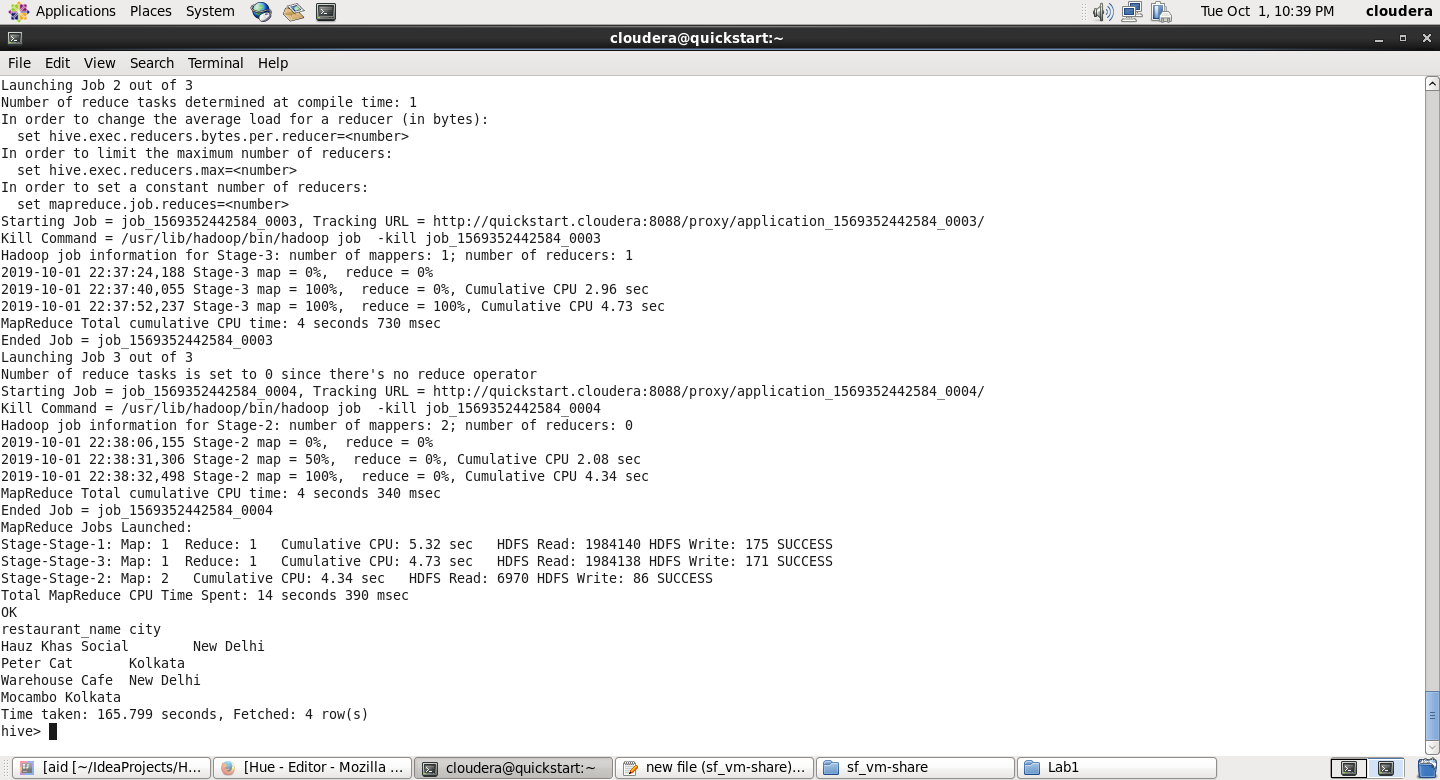 Applications Places System Tue Oct 1, 10:39 PM cloudera
cloudera@quickstart:~
File Edit View Search Terminal Help
Launching Job 2 out of 3
Number of reduce tasks determined at compile time: 1
In order to change the average load for a reducer (in bytes):
  set hive.exec.reducers.bytes.per.reducer=<number>
In order to limit the maximum number of reducers:
  set hive.exec.reducers.max=<number>
In order to set a constant number of reducers:
  set mapreduce.job.reduces=<number>
Starting Job = job_1569352442584_0003, Tracking URL = http://quickstart.cloudera:8088/proxy/application_1569352442584_0003/
Kill Command = /usr/lib/hadoop/bin/hadoop job  -kill job_1569352442584_0003
Hadoop job information for Stage-3: number of mappers: 1; number of reducers: 1
2019-10-01 22:37:24,188 Stage-3 map = 0%,  reduce = 0%
2019-10-01 22:37:40,055 Stage-3 map = 100%,  reduce = 0%, Cumulative CPU 2.96 sec
2019-10-01 22:37:52,237 Stage-3 map = 100%,  reduce = 100%, Cumulative CPU 4.73 sec
MapReduce Total cumulative CPU time: 4 seconds 730 msec
Ended Job = job_1569352442584_0003
Launching Job 3 out of 3
Number of reduce tasks is set to 0 since there's no reduce operator
Starting Job = job_1569352442584_0004, Tracking URL = http://quickstart.cloudera:8088/proxy/application_1569352442584_0004/
Kill Command = /usr/lib/hadoop/bin/hadoop job  -kill job_1569352442584_0004
Hadoop job information for Stage-2: number of mappers: 2; number of reducers: 0
2019-10-01 22:38:06,155 Stage-2 map = 0%,  reduce = 0%
2019-10-01 22:38:31,306 Stage-2 map = 50%,  reduce = 0%, Cumulative CPU 2.08 sec
2019-10-01 22:38:32,498 Stage-2 map = 100%,  reduce = 0%, Cumulative CPU 4.34 sec
MapReduce Total cumulative CPU time: 4 seconds 340 msec
Ended Job = job_1569352442584_0004
MapReduce Jobs Launched:
Stage-Stage-1: Map: 1  Reduce: 1   Cumulative CPU: 5.32 sec   HDFS Read: 1984140 HDFS Write: 175 SUCCESS
Stage-Stage-3: Map: 1  Reduce: 1   Cumulative CPU: 4.73 sec   HDFS Read: 1984138 HDFS Write: 171 SUCCESS
Stage-Stage-2: Map: 2   Cumulative CPU: 4.34 sec   HDFS Read: 6970 HDFS Write: 86 SUCCESS
Total MapReduce CPU Time Spent: 14 seconds 390 msec
OK
restaurant_name city
Hauz Khas Social        New Delhi
Peter Cat       Kolkata
Warehouse Cafe  New Delhi
Mocambo Kolkata
Time taken: 165.799 seconds, Fetched: 4 row(s)
hive>
[aid [~/IdeaProjects/H... [Hue - Editor - Mozilla ... cloudera@quickstart:~ new file (sf_vm-share)... sf_vm-share Lab1